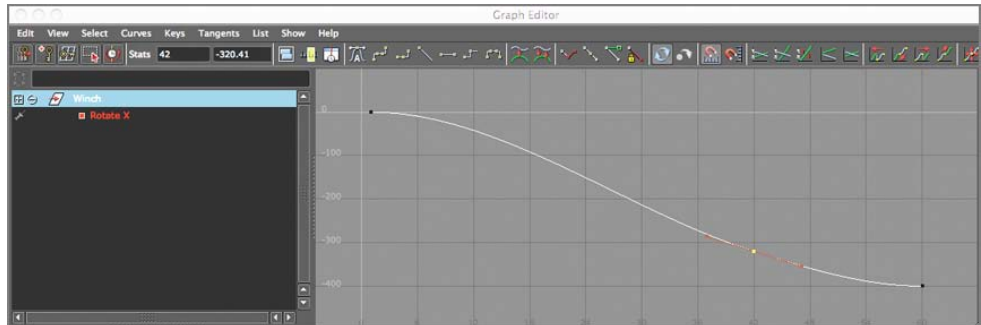 Graph Editor
Edit View Select Curves Keys Tangents List Show Help
Stats 42 -320.41
Winch
Rotate X
0
-100
-200
-300
-400